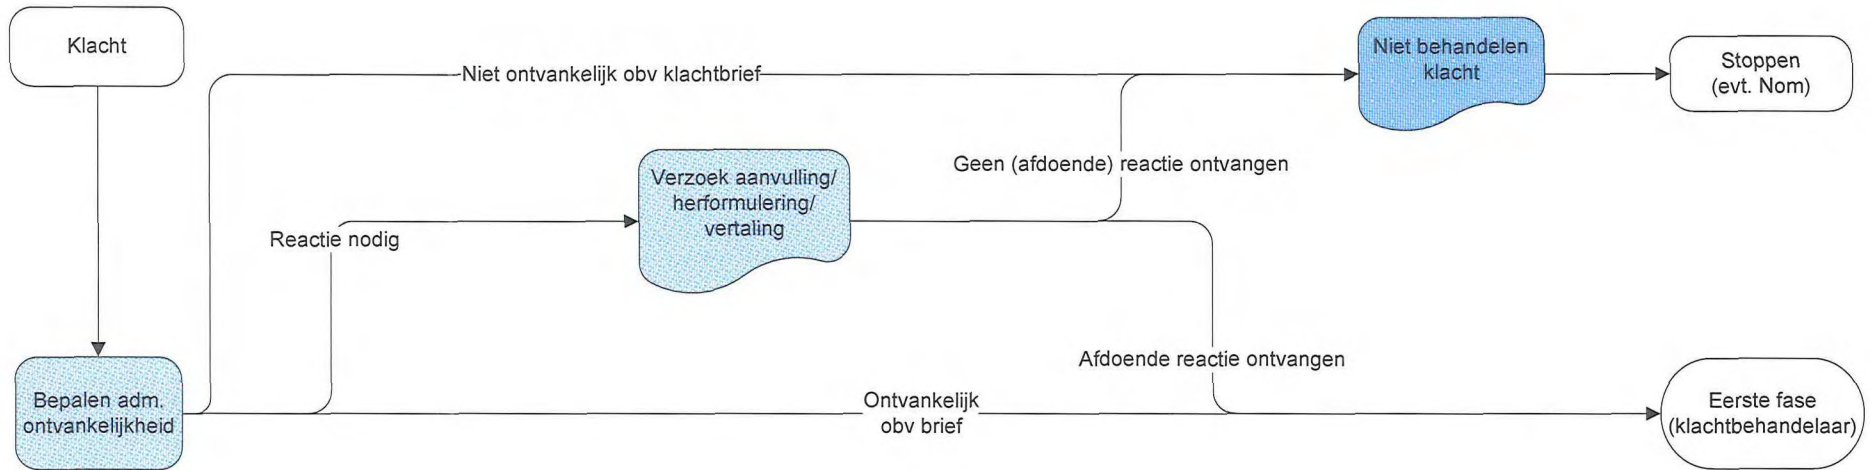 Klacht
Niet behandelen
klacht
Stoppen
(evt. Nom)
Niet ontvankelijk obv klachtbrief
Verzoek aanvulling/
herformulering/
vertaling
Geen (afdoende) reactie ontvangen
Reactie nodig
Afdoende reactie ontvangen
Bepalen adm.
ontvankelijkheid
Ontvankelijk
obv brief
Eerste fase
(klachtbehandelaar)